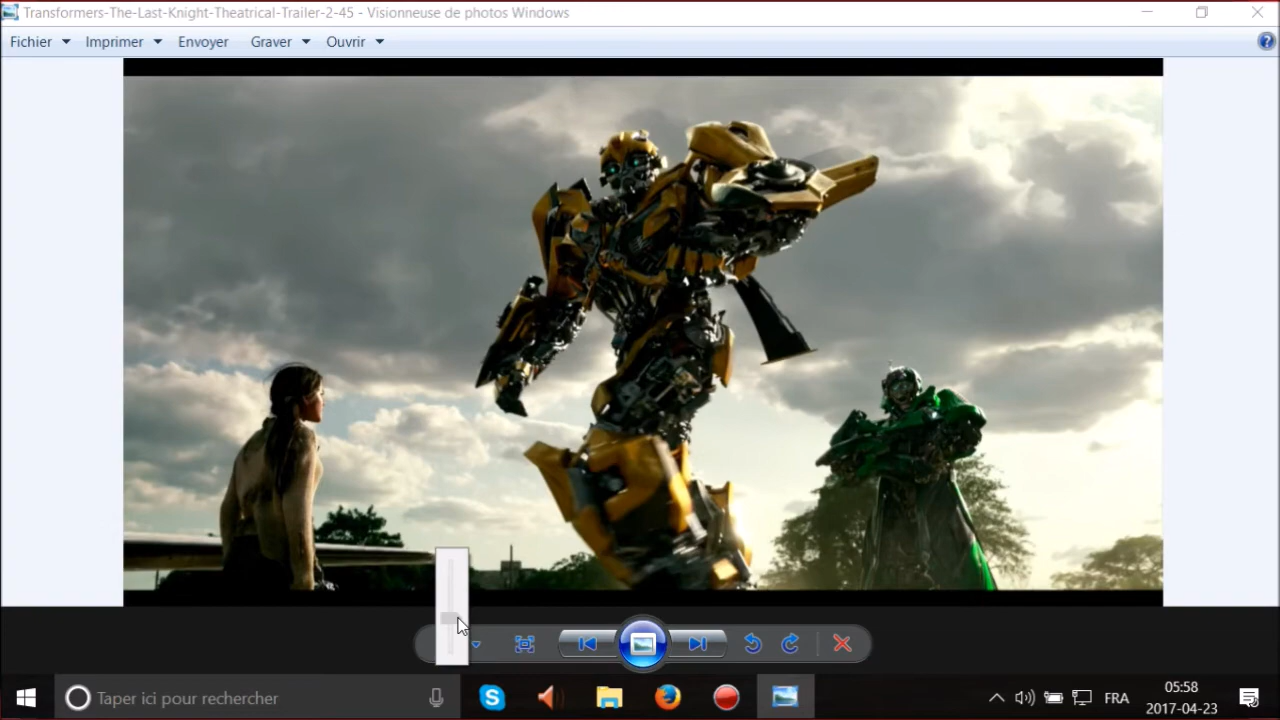 Transformers-The-Last-Knight-Theatrical-Trailer-2-45 - Visionneuse de photos Windows
Fichier Imprimer Envoyer Graver Ouvrir
Taper ici pour rechercher
FRA
05:58
2017-04-23